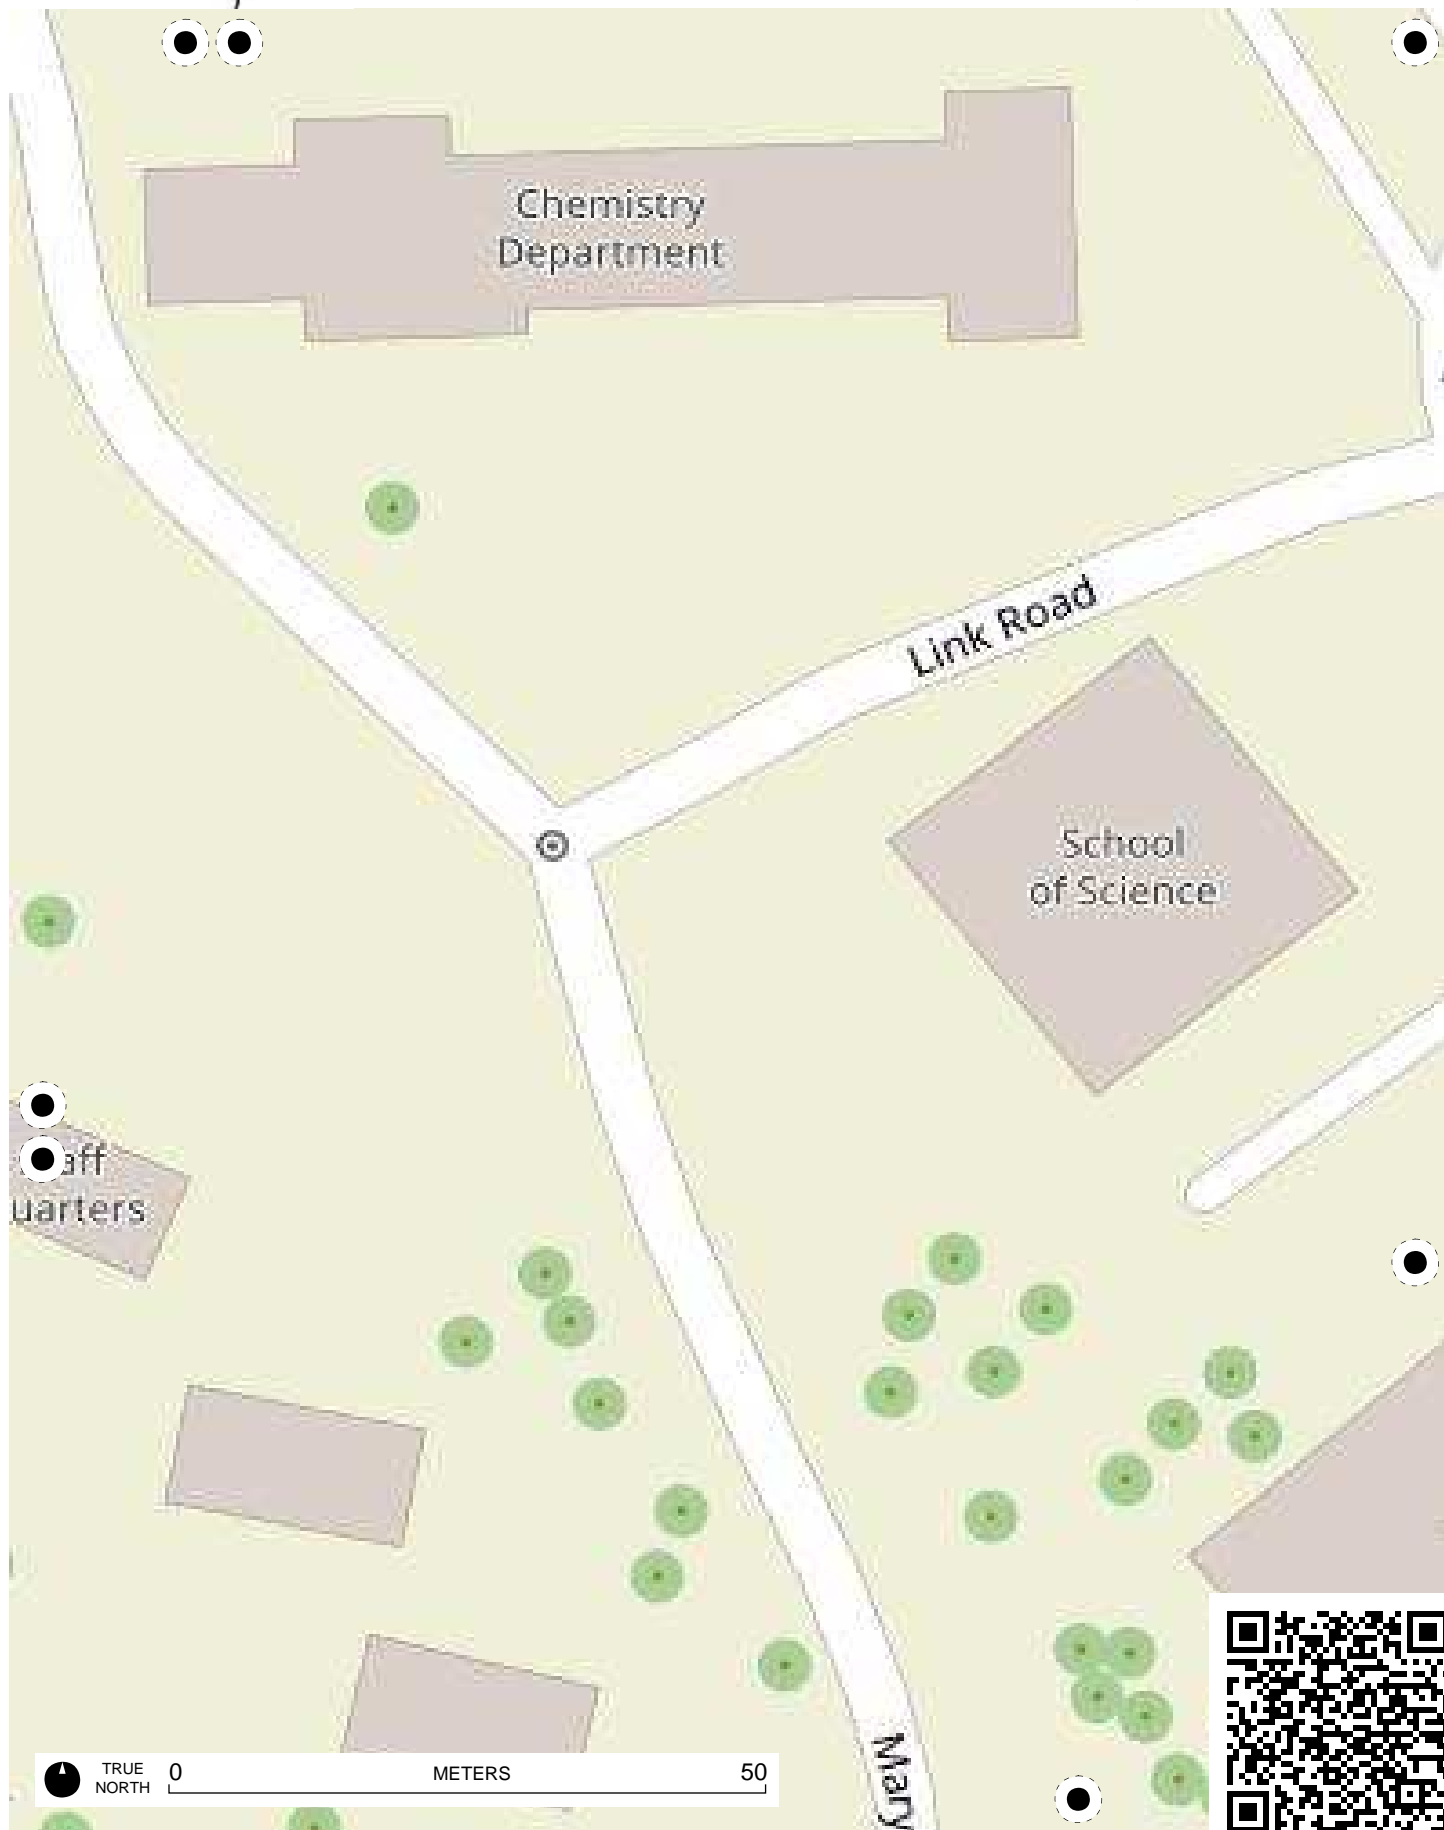 Chemistry
Department
Link Road
School
of Science
aff
uarters
TRUE
NORTH
0 METERS 50
Mary